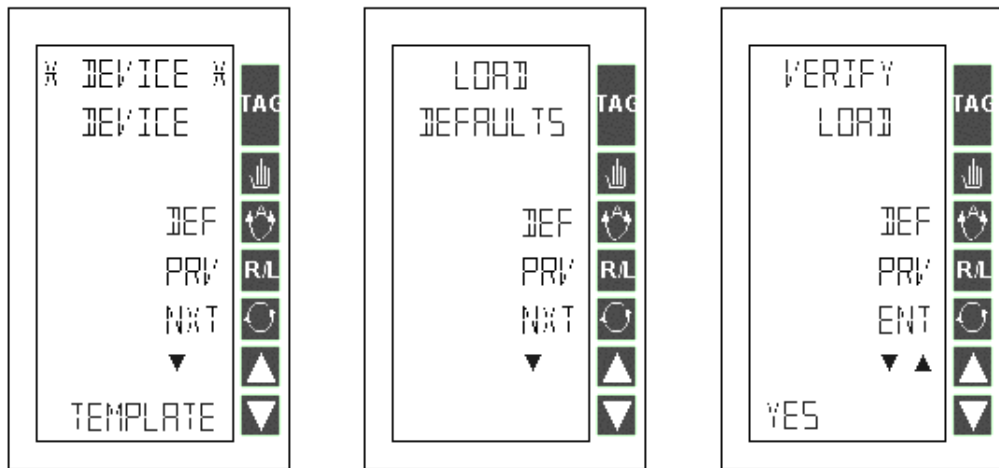 * DEVICE *
DEVICE
TAG
DEF
PRV
R/L
NXT
TEMPLATE
LOAD
DEFAULTS
TAG
DEF
PRV
R/L
NXT
VERIFY
LOAD
TAG
DEF
PRV
R/L
ENT
YES